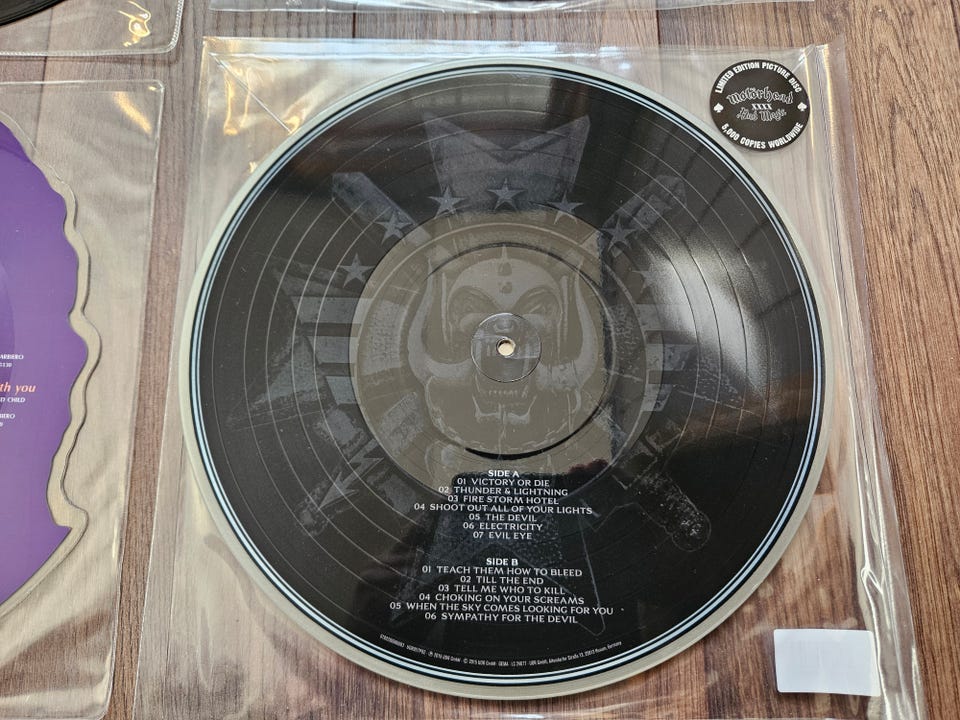 LIMITED EDITION PICTURE DISC
Motörhead
XXXX
Bad Magic
5,000 COPIES WORLDWIDE
th you
CHILD
SIDE A
01 VICTORY OR DIE
02 THUNDER & LIGHTNING
03 FIRE STORM HOTEL
04 SHOOT OUT ALL OF YOUR LIGHTS
05 THE DEVIL
06 ELECTRICITY
07 EVIL EYE
SIDE B
01 TEACH THEM HOW TO BLEED
02 TILL THE END
03 TELL ME WHO TO KILL
04 CHOKING ON YOUR SCREAMS
05 WHEN THE SKY COMES LOOKING FOR YOU
06 SYMPATHY FOR THE DEVIL